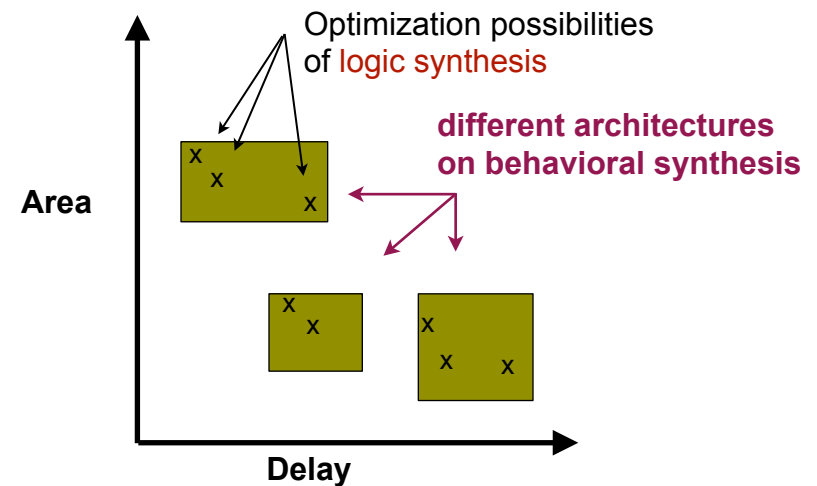 Optimization possibilities
of logic synthesis
different architectures
on behavioral synthesis
Area
x
x
x
x
x
x
x
x
Delay